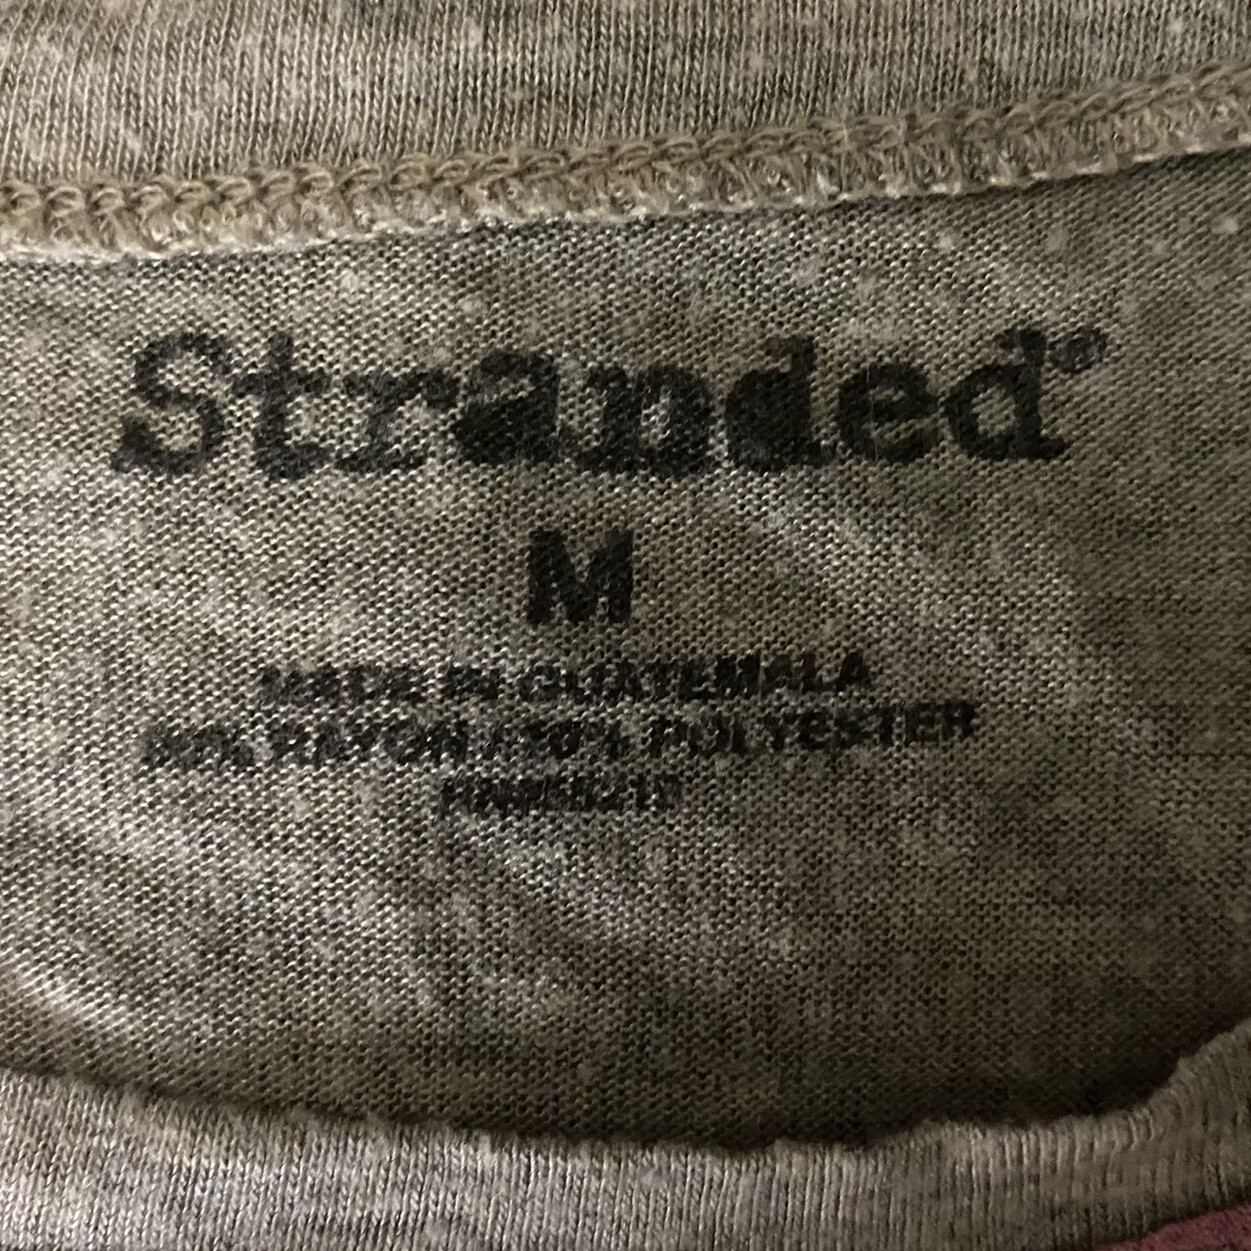 Stranded®
M
MADE IN GUATEMALA
RAYON / POLYESTER